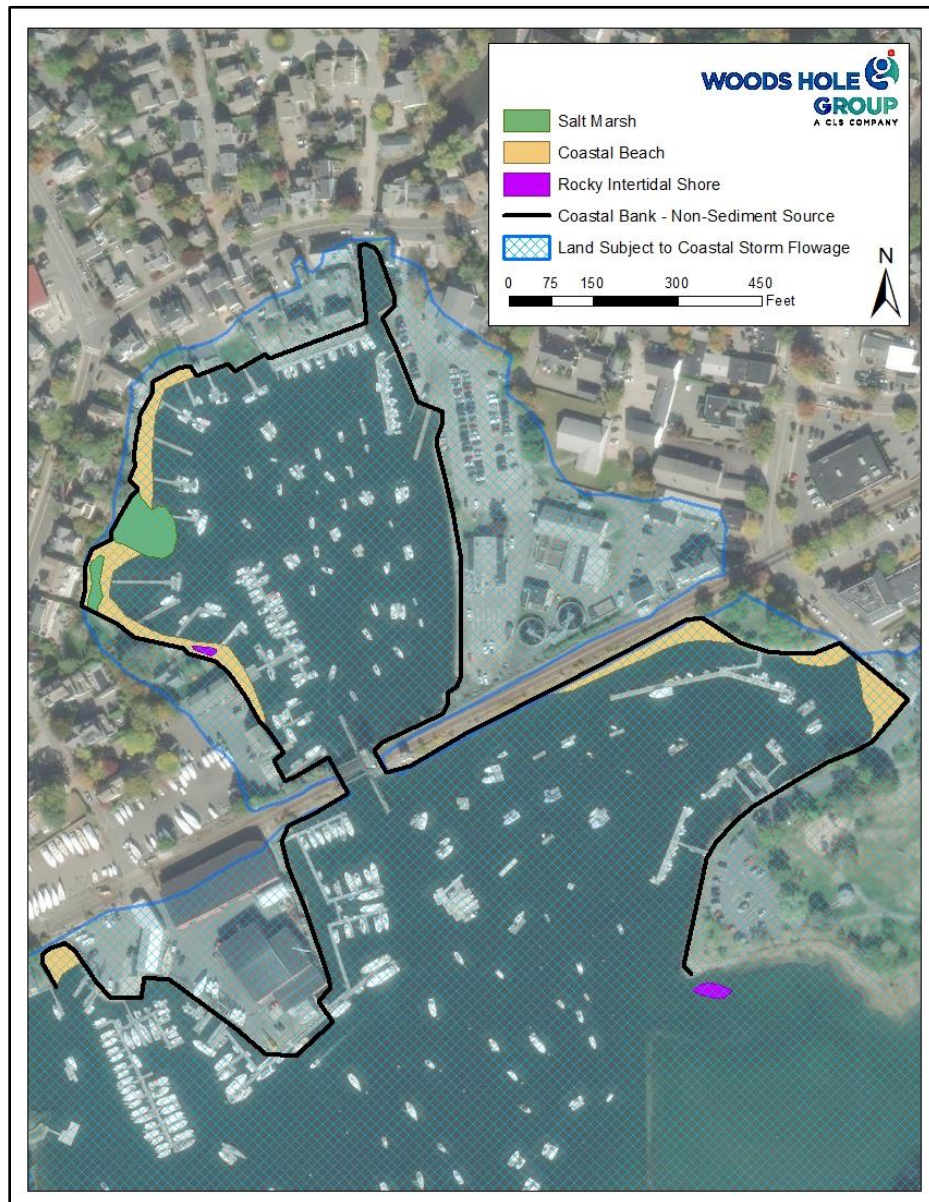 WOODS HOLE
GROUP
A CLS COMPANY
Salt Marsh
Coastal Beach
Rocky Intertidal Shore
Coastal Bank - Non-Sediment Source
Land Subject to Coastal Storm Flowage
N
0 75 150 300 450
Feet